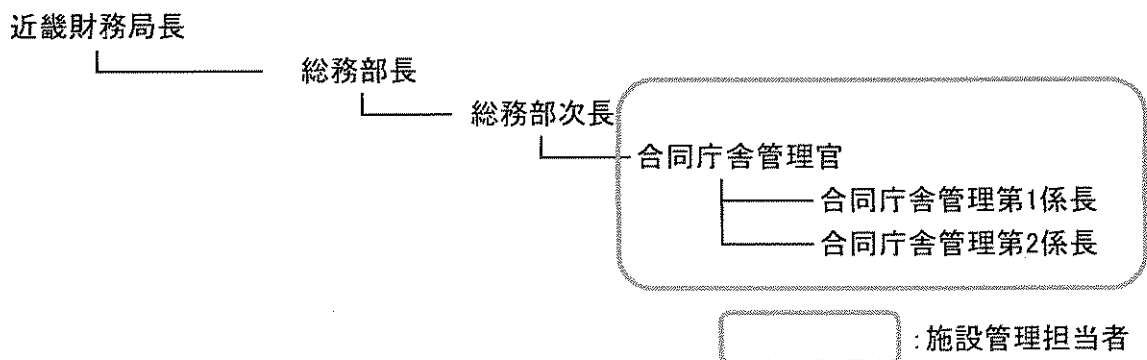 近畿財務局長
総務部長
総務部次長
合同庁舎管理官
合同庁舎管理第1係長
合同庁舎管理第2係長
:施設管理担当者